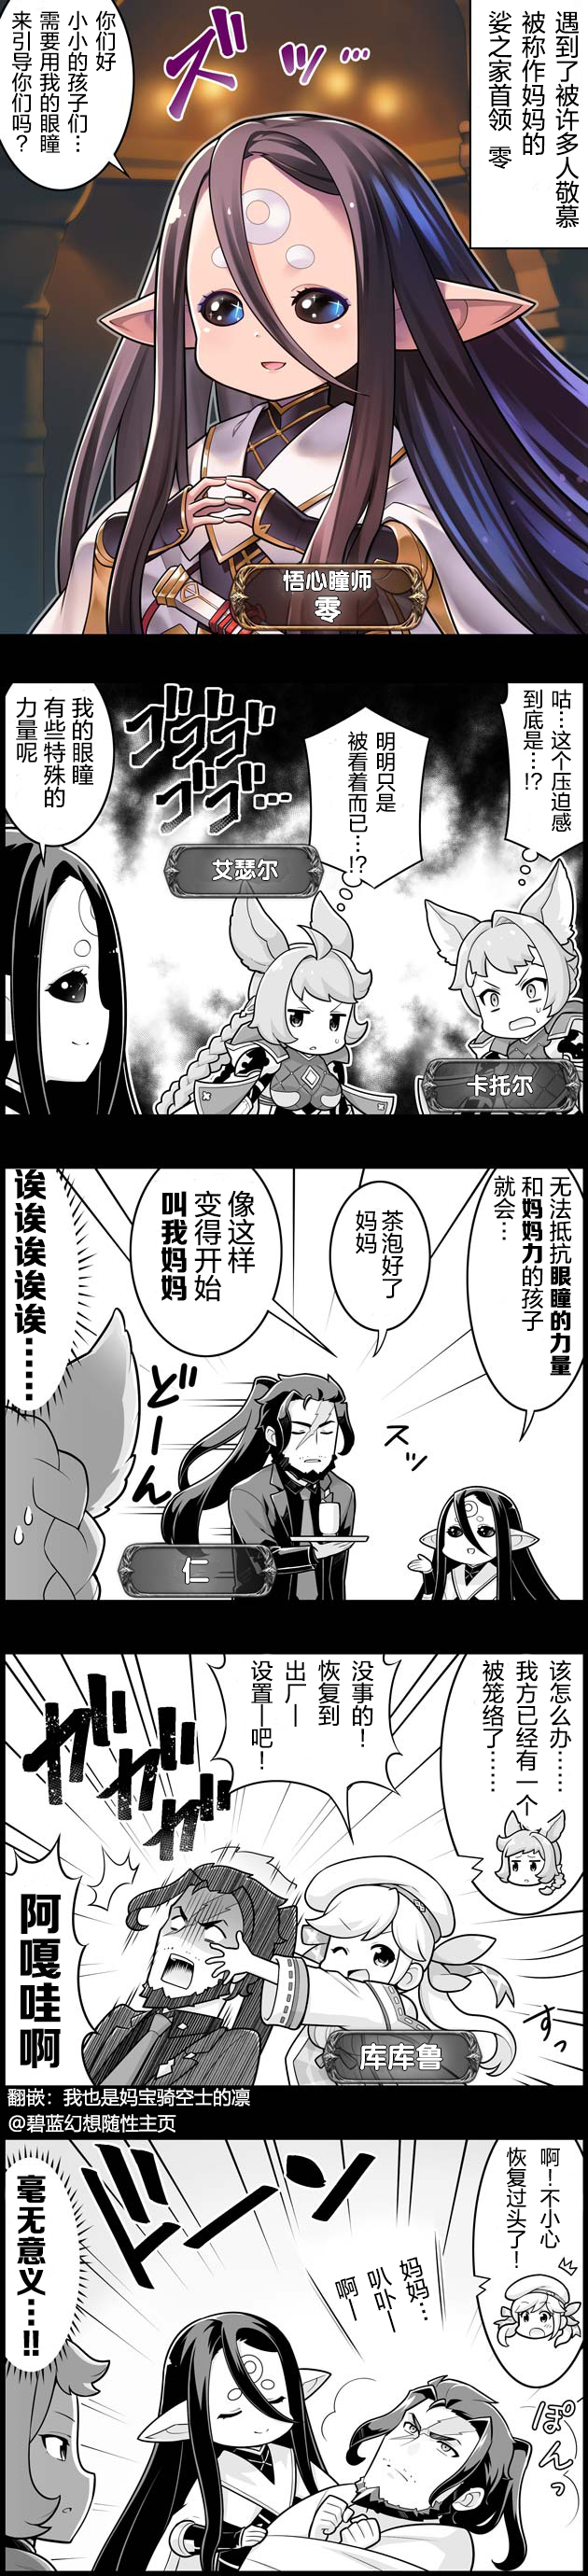 遇到了被许多人敬慕
被称作妈妈的
娑之家首领 零
ズッ…
你们好
小小的孩子们…
需要用我的眼瞳
来引导你们吗？
悟心瞳师
零
咕…这个压迫感
到底是…!?
明明只是
被看着而已…!?
ゴゴゴゴゴ…
我的眼瞳
有些特殊的
力量呢
艾瑟尔
卡托尔
无法抵抗眼瞳的力量
和妈妈力的孩子
就会…
茶泡好了
妈妈
像这样
变得开始
叫我妈妈
诶诶诶诶诶……
スッ
どーん
仁
该怎么办……
我方已经有一个
被笼络了……
没事的！
恢复到
出厂
设置吧！
ガガガ
阿嘎哇啊
すっ
库库鲁
翻嵌：我也是妈宝骑空士的凛
@碧蓝幻想随性主页
啊！不小心
恢复过头了！
妈妈…
叭卟ー
啊ー
ドーン
毫无意义…!!
ぽんっ